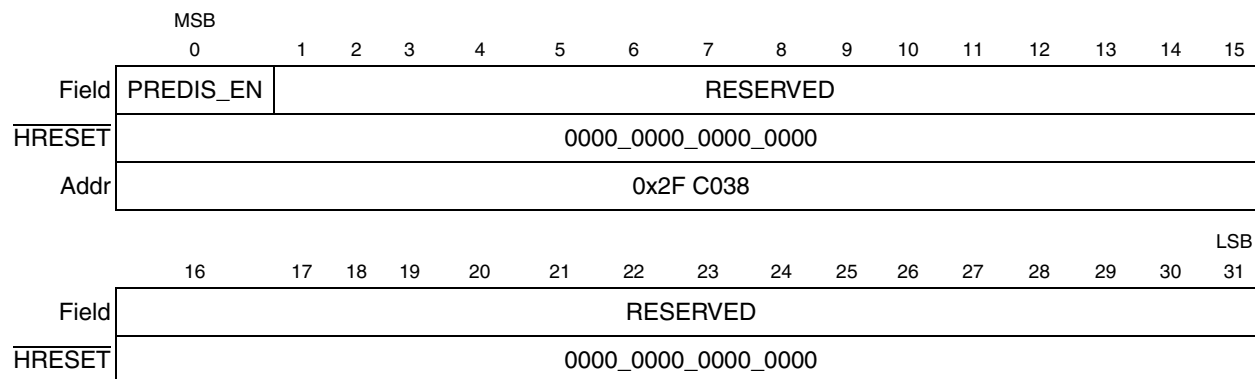 MSB
0 1 2 3 4 5 6 7 8 9 10 11 12 13 14 15
Field PREDIS_EN RESERVED
HRESET 0000_0000_0000_0000
Addr 0x2F C038
LSB
16 17 18 19 20 21 22 23 24 25 26 27 28 29 30 31
Field RESERVED
HRESET 0000_0000_0000_0000